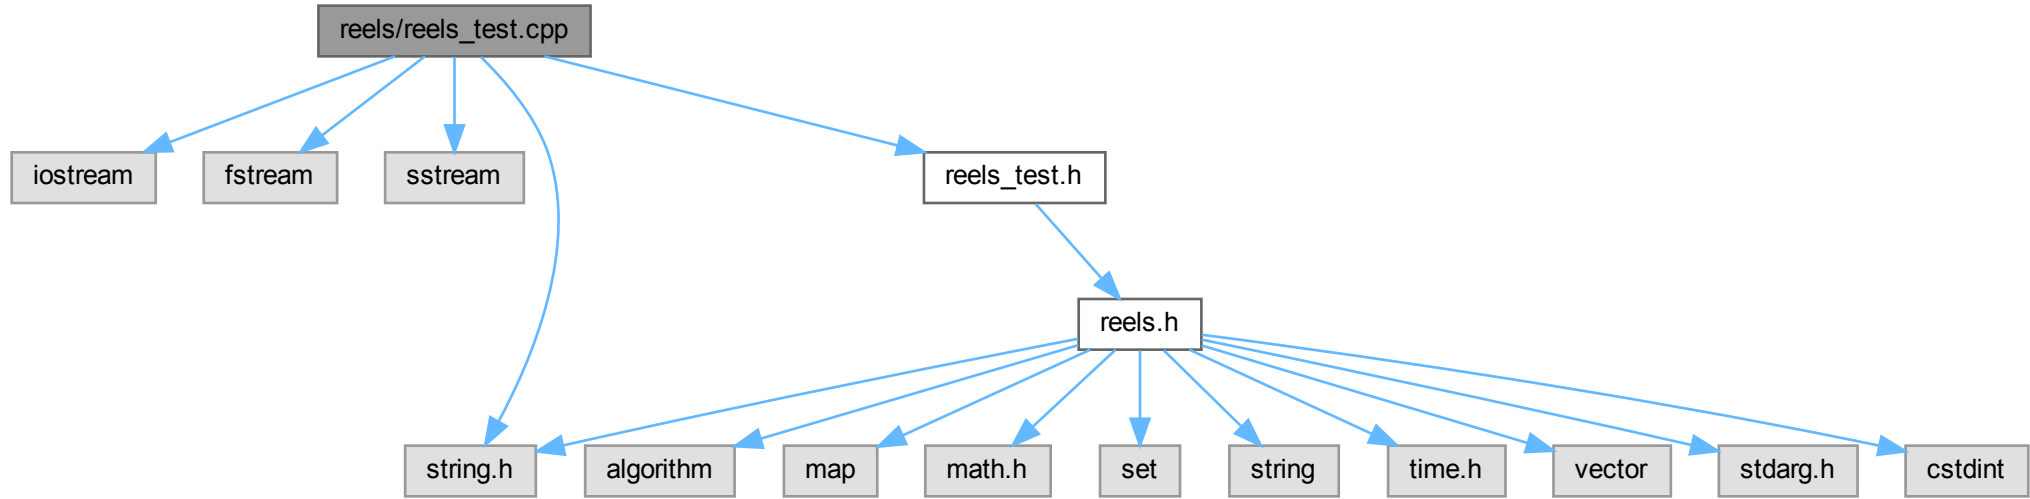 reels/reels_test.cpp
iostream
fstream
sstream
reels_test.h
reels.h
string.h
algorithm
map
math.h
set
string
time.h
vector
stdarg.h
cstdint